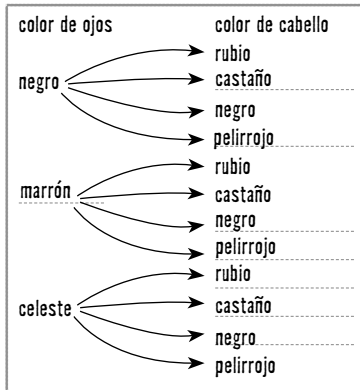 color de ojos color de cabello
rubio
castaño
negro
negro
pelirrojo
rubio
marrón
castaño
negro
pelirrojo
rubio
celeste
castaño
negro
pelirrojo